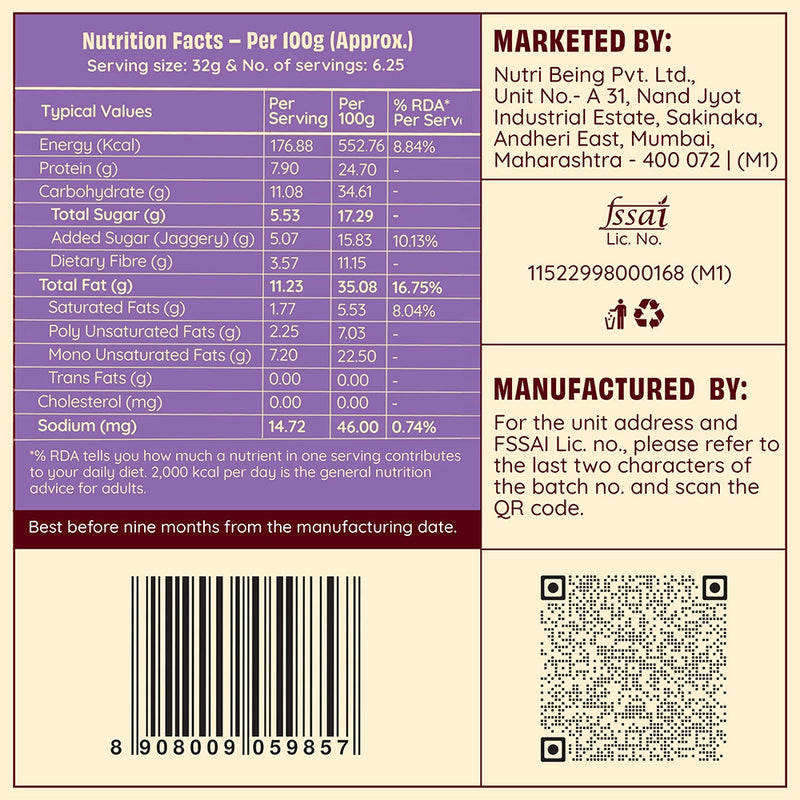 Nutrition Facts – Per 100g (Approx.)
Serving size: 32g & No. of servings: 6.25
Typical Values | Per Serving | Per 100g | % RDA* Per Serv
Energy (Kcal) | 176.88 | 552.76 | 8.84%
Protein (g) | 7.90 | 24.70 | -
Carbohydrate (g) | 11.08 | 34.61 | -
Total Sugar (g) | 5.53 | 17.29 | -
Added Sugar (Jaggery) (g) | 5.07 | 15.83 | 10.13%
Dietary Fibre (g) | 3.57 | 11.15 | -
Total Fat (g) | 11.23 | 35.08 | 16.75%
Saturated Fats (g) | 1.77 | 5.53 | 8.04%
Poly Unsaturated Fats (g) | 2.25 | 7.03 | -
Mono Unsaturated Fats (g) | 7.20 | 22.50 | -
Trans Fats (g) | 0.00 | 0.00 | -
Cholesterol (mg) | 0.00 | 0.00 | -
Sodium (mg) | 14.72 | 46.00 | 0.74%
*% RDA tells you how much a nutrient in one serving contributes
to your daily diet. 2,000 kcal per day is the general nutrition
advice for adults.
Best before nine months from the manufacturing date.
8 908009 059857
MARKETED BY:
Nutri Being Pvt. Ltd.,
Unit No.- A 31, Nand Jyot
Industrial Estate, Sakinaka,
Andheri East, Mumbai,
Maharashtra - 400 072 | (M1)
fssai
Lic. No.
11522998000168 (M1)
MANUFACTURED BY:
For the unit address and
FSSAI Lic. no., please refer to
the last two characters of
the batch no. and scan the
QR code.